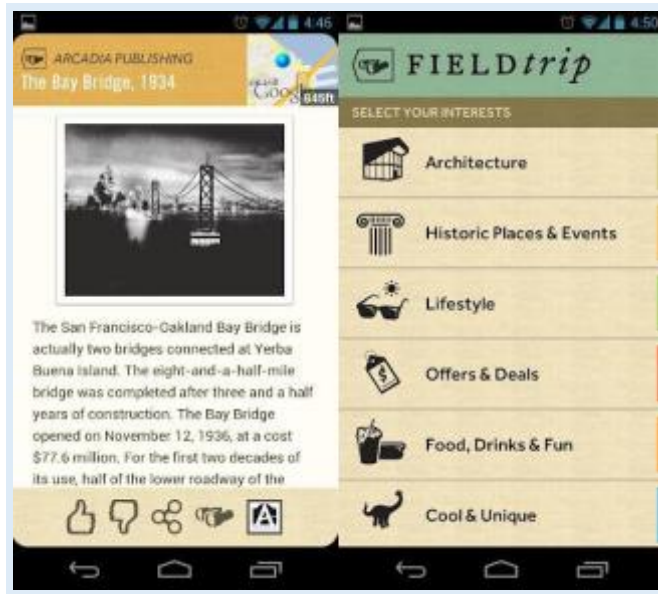 4:46
ARCADIA PUBLISHING
The Bay Bridge, 1934
Goo
845ft
The San Francisco-Oakland Bay Bridge is
actually two bridges connected at Yerba
Buena Island. The eight-and-a-half-mile
bridge was completed after three and a half
years of construction. The Bay Bridge
opened on November 12, 1936, at a cost
$77.6 million. For the first two decades of
its use, half of the lower roadway of the
A
4:50
FIELDtrip
SELECT YOUR INTERESTS
Architecture
Historic Places & Events
Lifestyle
Offers & Deals
Food, Drinks & Fun
Cool & Unique